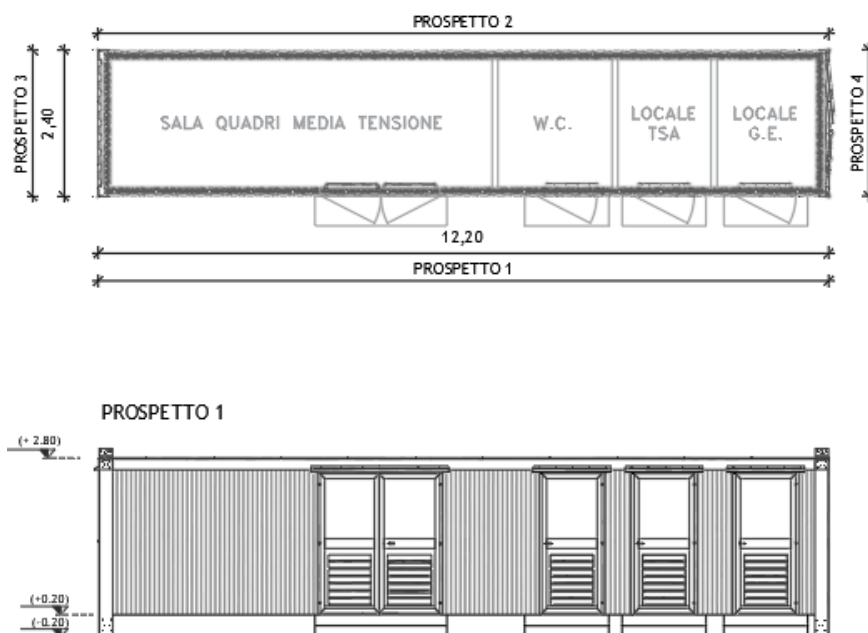 PROSPETTO 2
PROSPETTO 3
2,40
SALA QUADRI MEDIA TENSIONE
W.C.
LOCALE
TSA
LOCALE
G.E.
PROSPETTO 4
12,20
PROSPETTO 1
PROSPETTO 1
(+ 2.80)
(+0.20)
(-0.20)